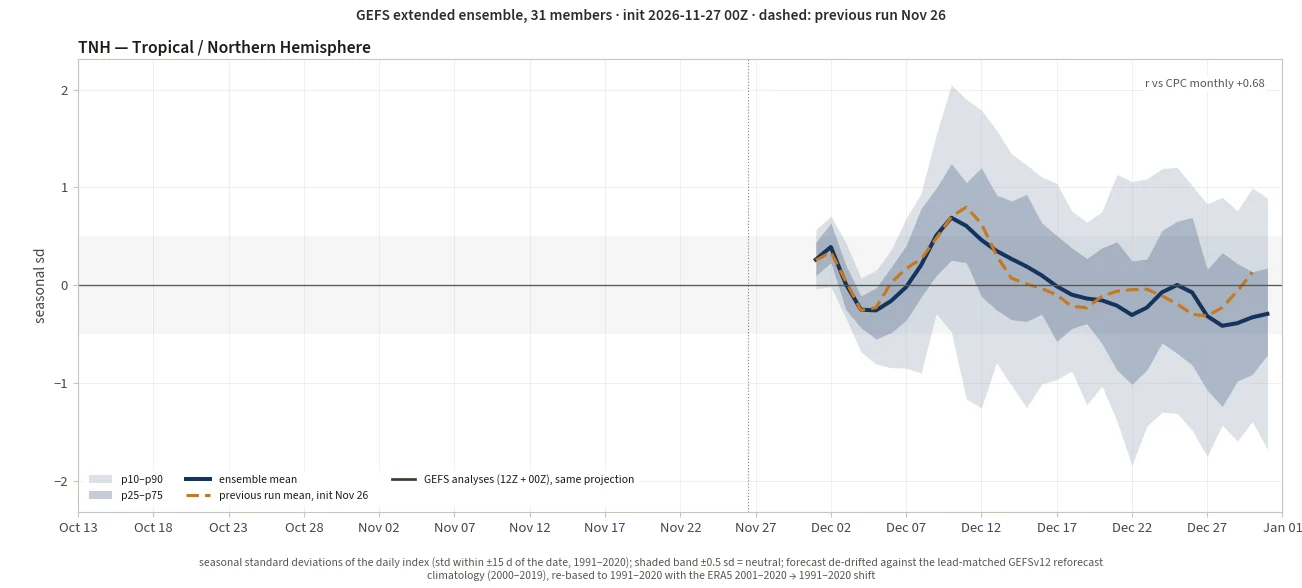 GEFS extended ensemble, 31 members · init 2026-11-27 00Z · dashed: previous run Nov 26
TNH — Tropical / Northern Hemisphere
r vs CPC monthly +0.68
2
1
0
−1
−2
seasonal sd
p10–p90
ensemble mean
GEFS analyses (12Z + 00Z), same projection
p25–p75
previous run mean, init Nov 26
Oct 13
Oct 18
Oct 23
Oct 28
Nov 02
Nov 07
Nov 12
Nov 17
Nov 22
Nov 27
Dec 02
Dec 07
Dec 12
Dec 17
Dec 22
Dec 27
Jan 01
seasonal standard deviations of the daily index (std within ±15 d of the date, 1991–2020); shaded band ±0.5 sd = neutral; forecast de-drifted against the lead-matched GEFSv12 reforecast
climatology (2000–2019), re-based to 1991–2020 with the ERA5 2001–2020 → 1991–2020 shift